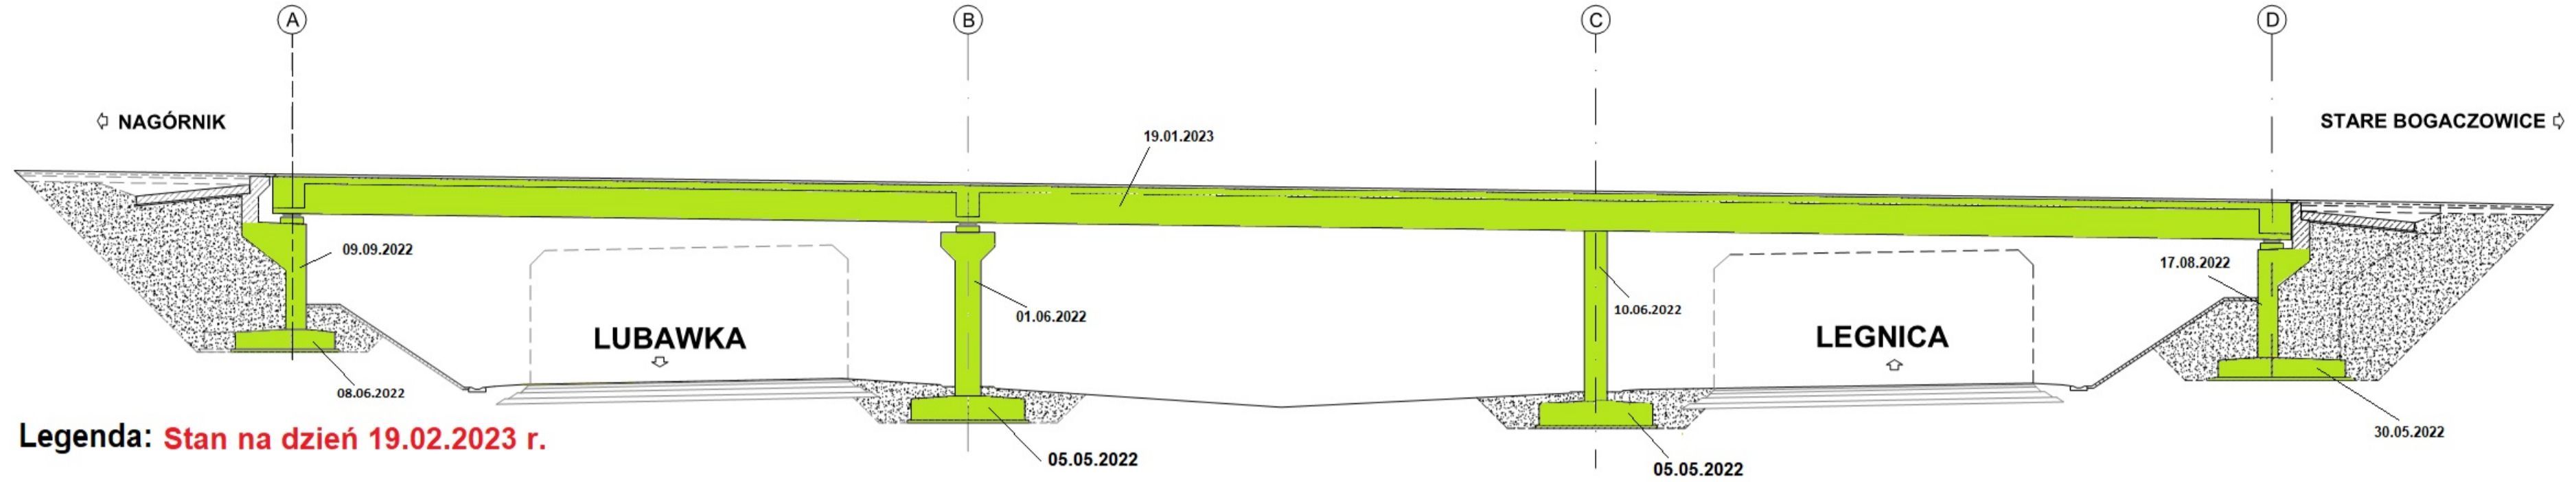 A
B
C
D
NAGÓRNIK
STARE BOGACZOWICE
19.01.2023
09.09.2022
17.08.2022
01.06.2022
10.06.2022
LUBAWKA
LEGNICA
08.06.2022
30.05.2022
Legenda: Stan na dzień 19.02.2023 r.
05.05.2022
05.05.2022